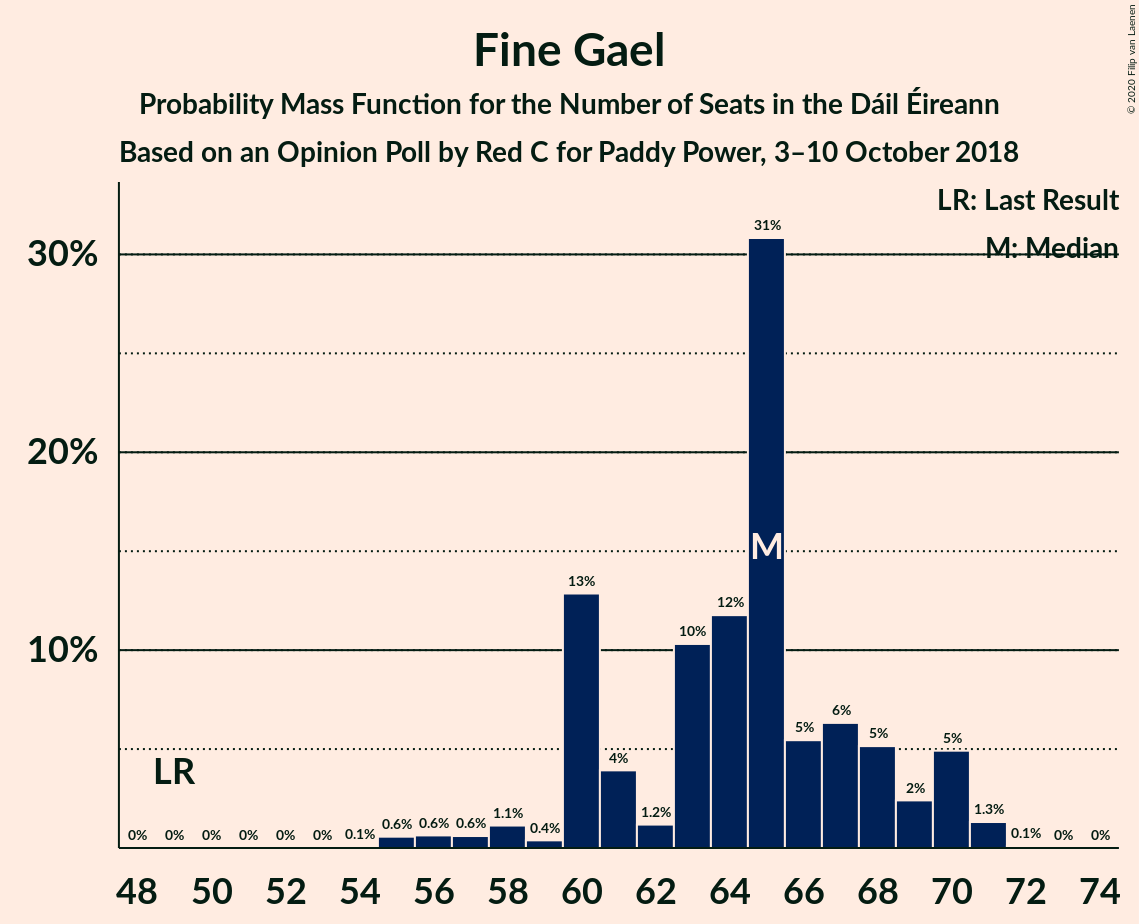 Fine Gael
Probability Mass Function for the Number of Seats in the Dáil Éireann
Based on an Opinion Poll by Red C for Paddy Power, 3–10 October 2018
© 2020 Filip van Laenen
LR: Last Result
M: Median
30%
20%
10%
31%
M
13%
12%
10%
6%
5%
5%
5%
4%
LR
2%
1.3%
1.2%
1.1%
0% 0% 0% 0% 0% 0% 0.1% 0.6% 0.6% 0.6% 0.4% 0.1% 0% 0%
48 50 52 54 56 58 60 62 64 66 68 70 72 74